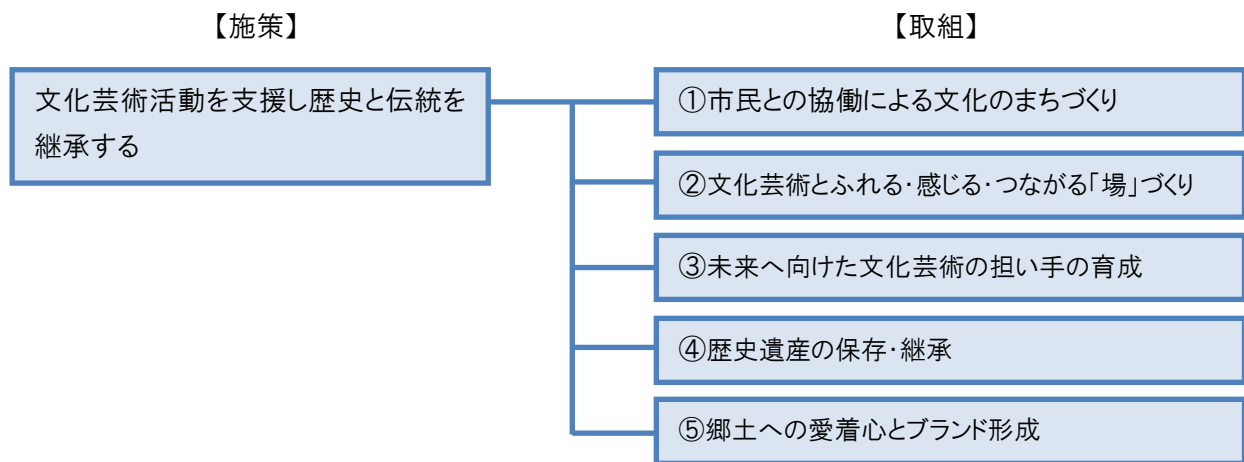 【施策】
【取組】
文化芸術活動を支援し歴史と伝統を
継承する
①市民との協働による文化のまちづくり
②文化芸術とふれる・感じる・つながる「場」づくり
③未来へ向けた文化芸術の担い手の育成
④歴史遺産の保存・継承
⑤郷土への愛着心とブランド形成